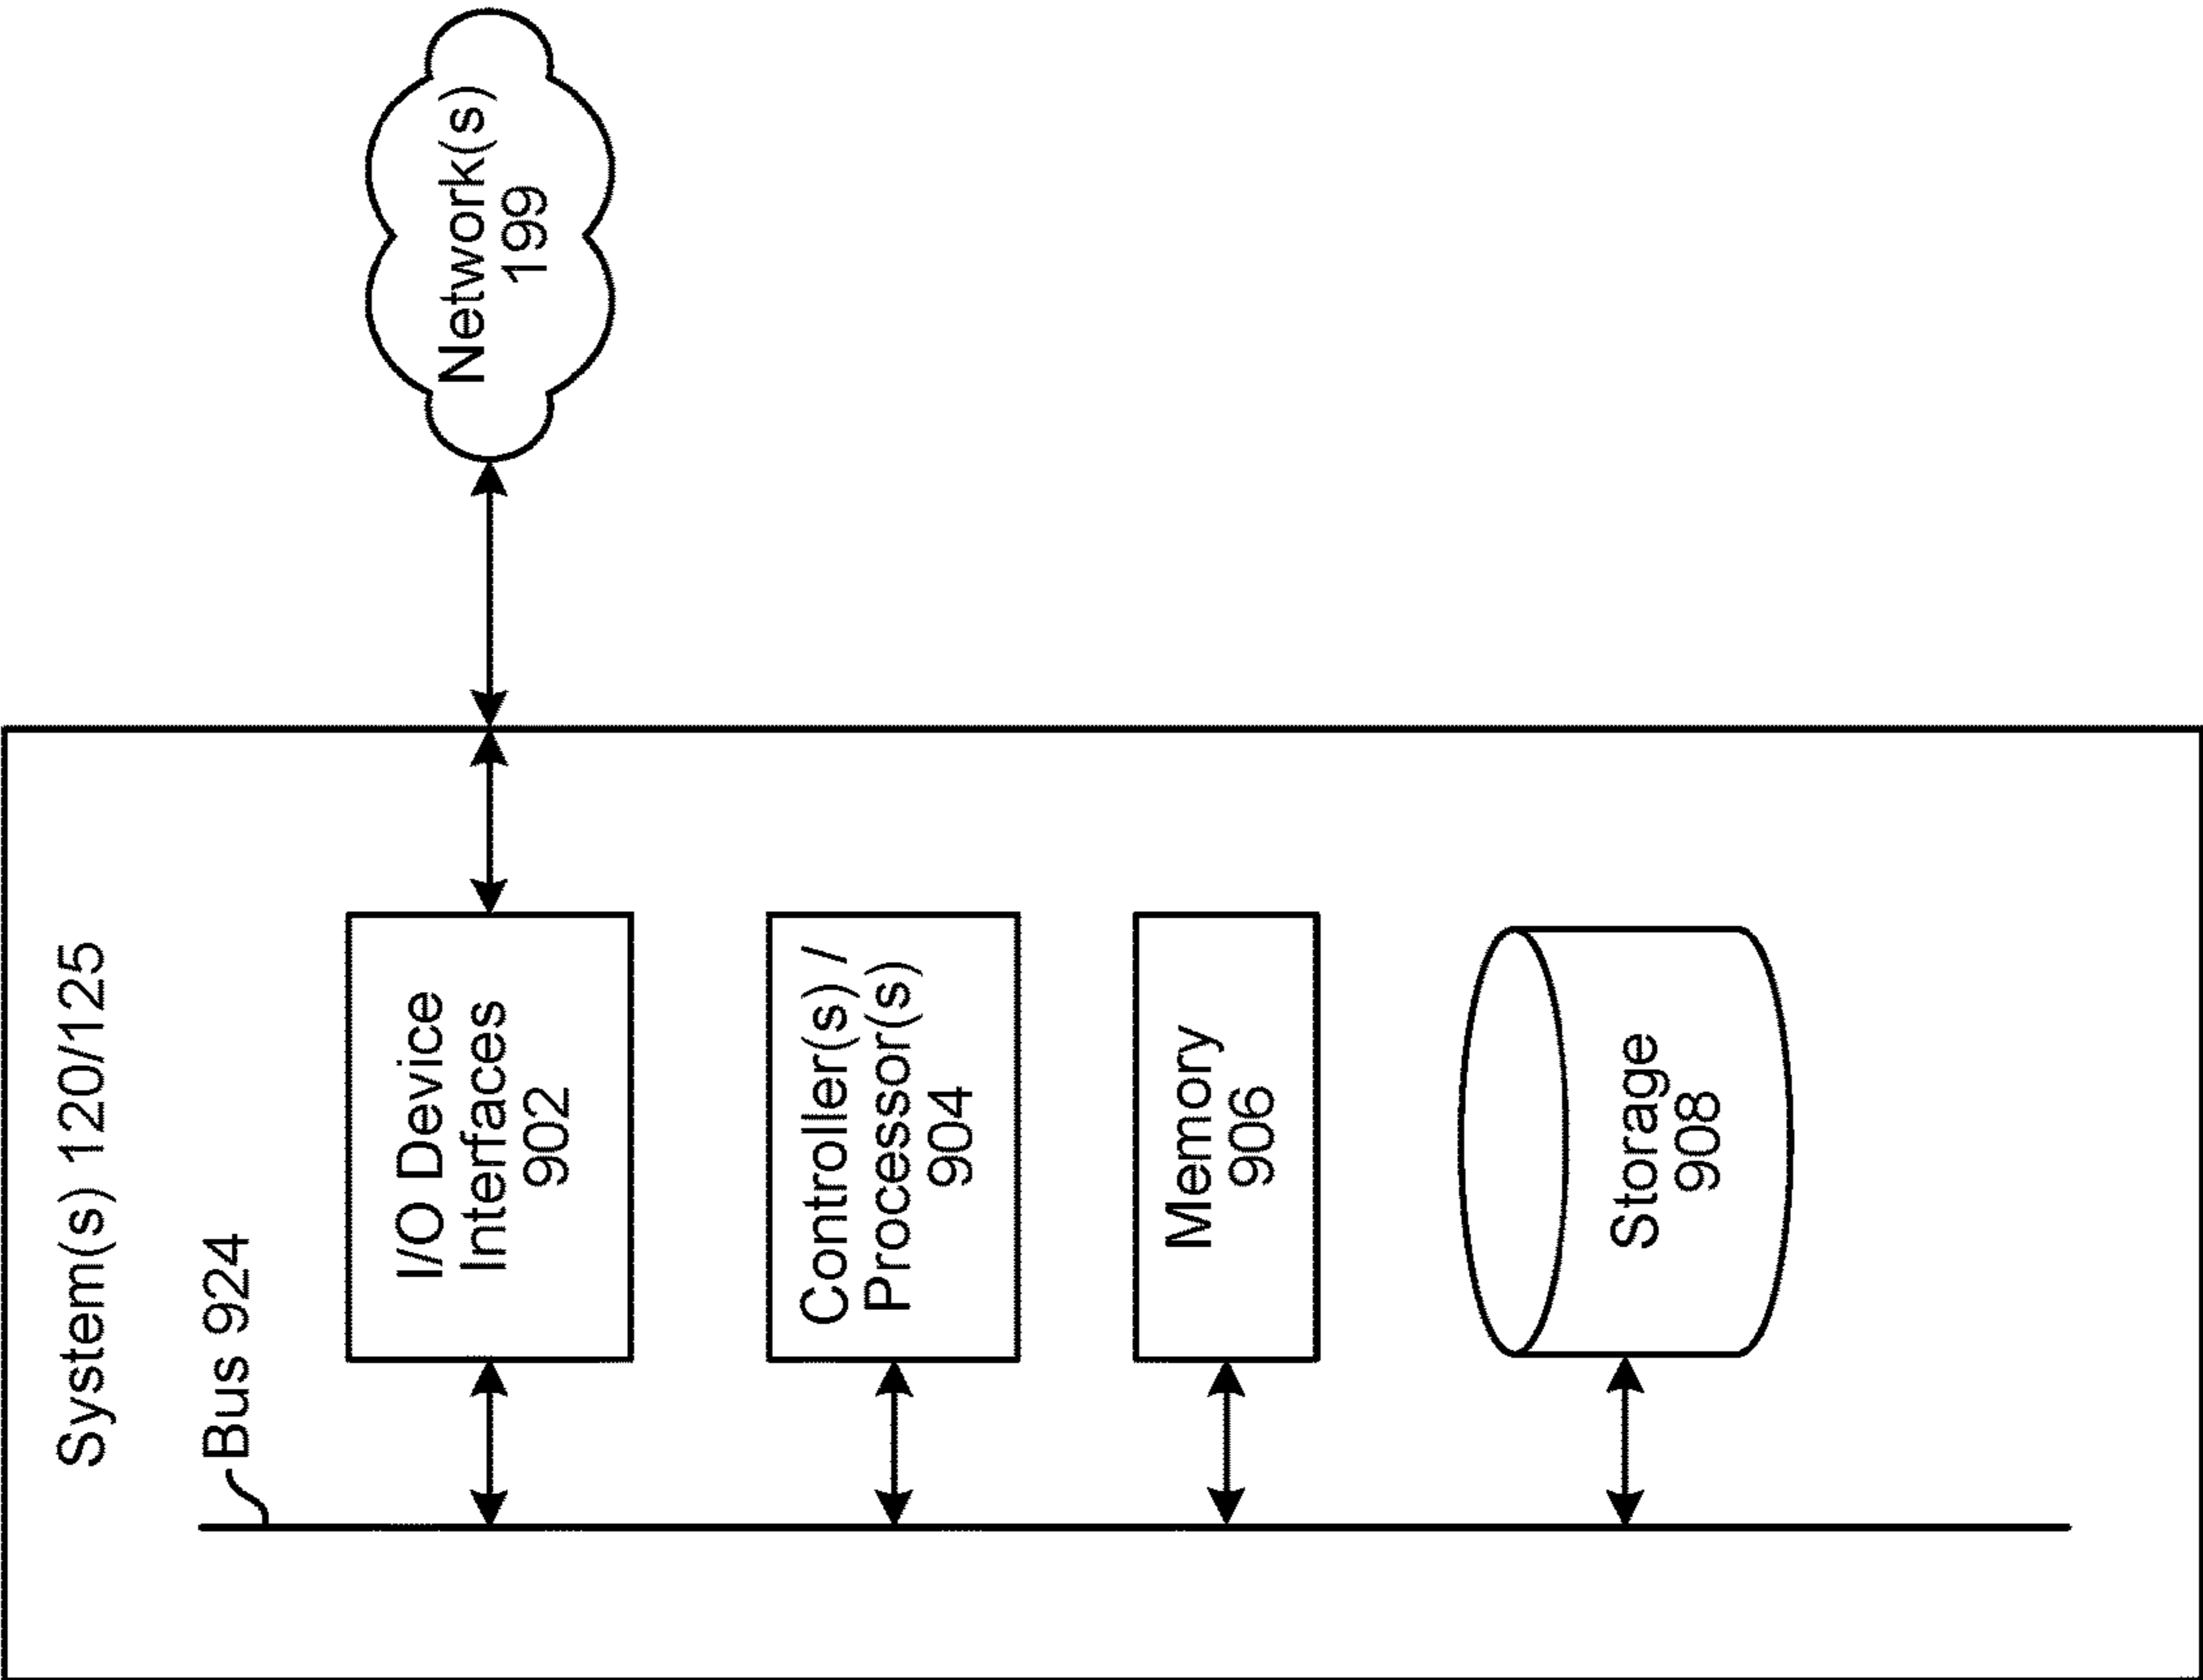 System(s) 120/125
Bus 924
I/O Device
Interfaces
902
Controller(s) /
Processor(s)
904
Memory
906
Storage
908
Network(s)
199